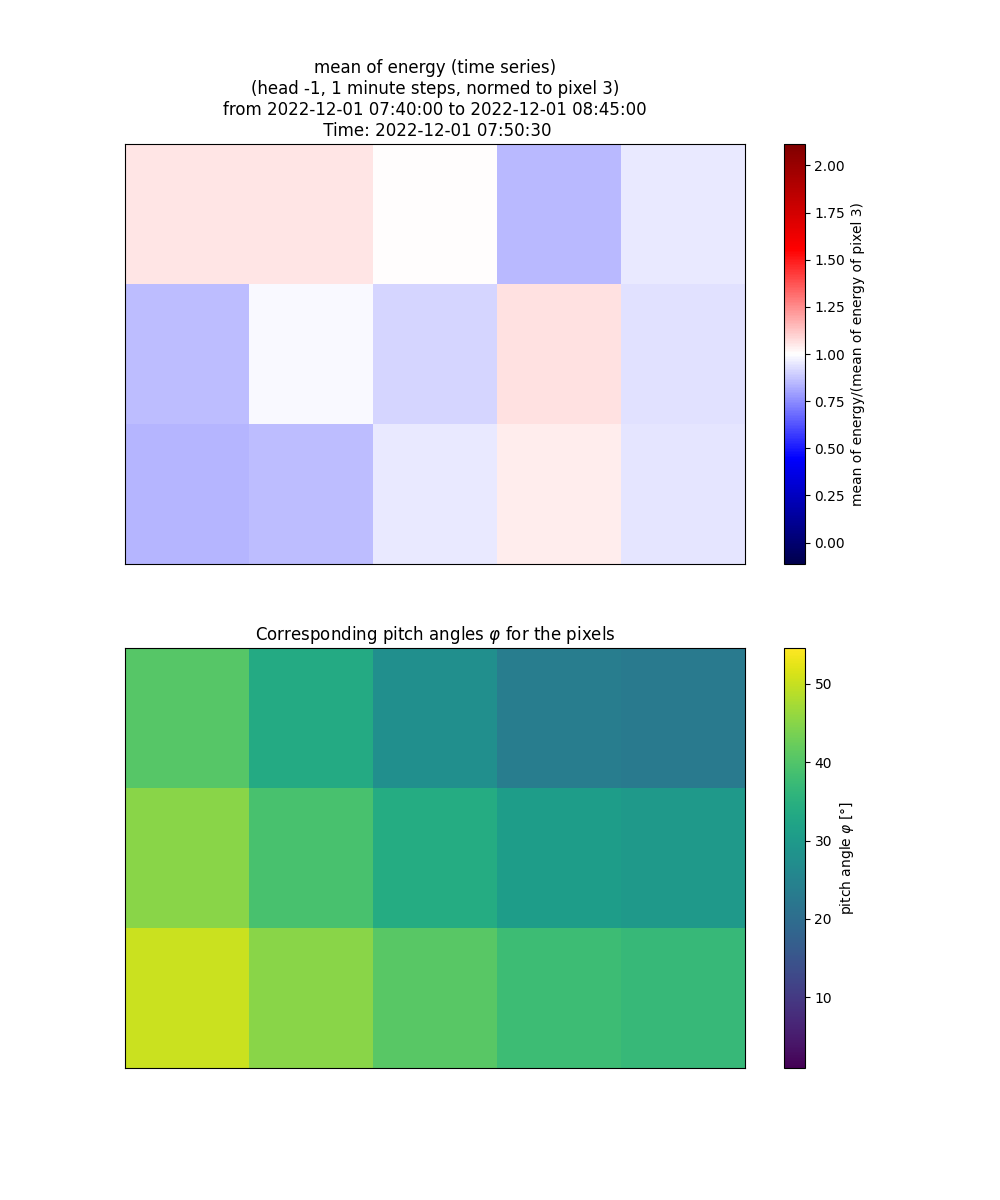 mean of energy (time series)
(head -1, 1 minute steps, normed to pixel 3)
from 2022-12-01 07:40:00 to 2022-12-01 08:45:00
Time: 2022-12-01 07:50:30
2.00
1.75
1.50
1.25
1.00
0.75
0.50
0.25
0.00
mean of energy/(mean of energy of pixel 3)
Corresponding pitch angles φ for the pixels
50
40
30
20
10
pitch angle φ [°]